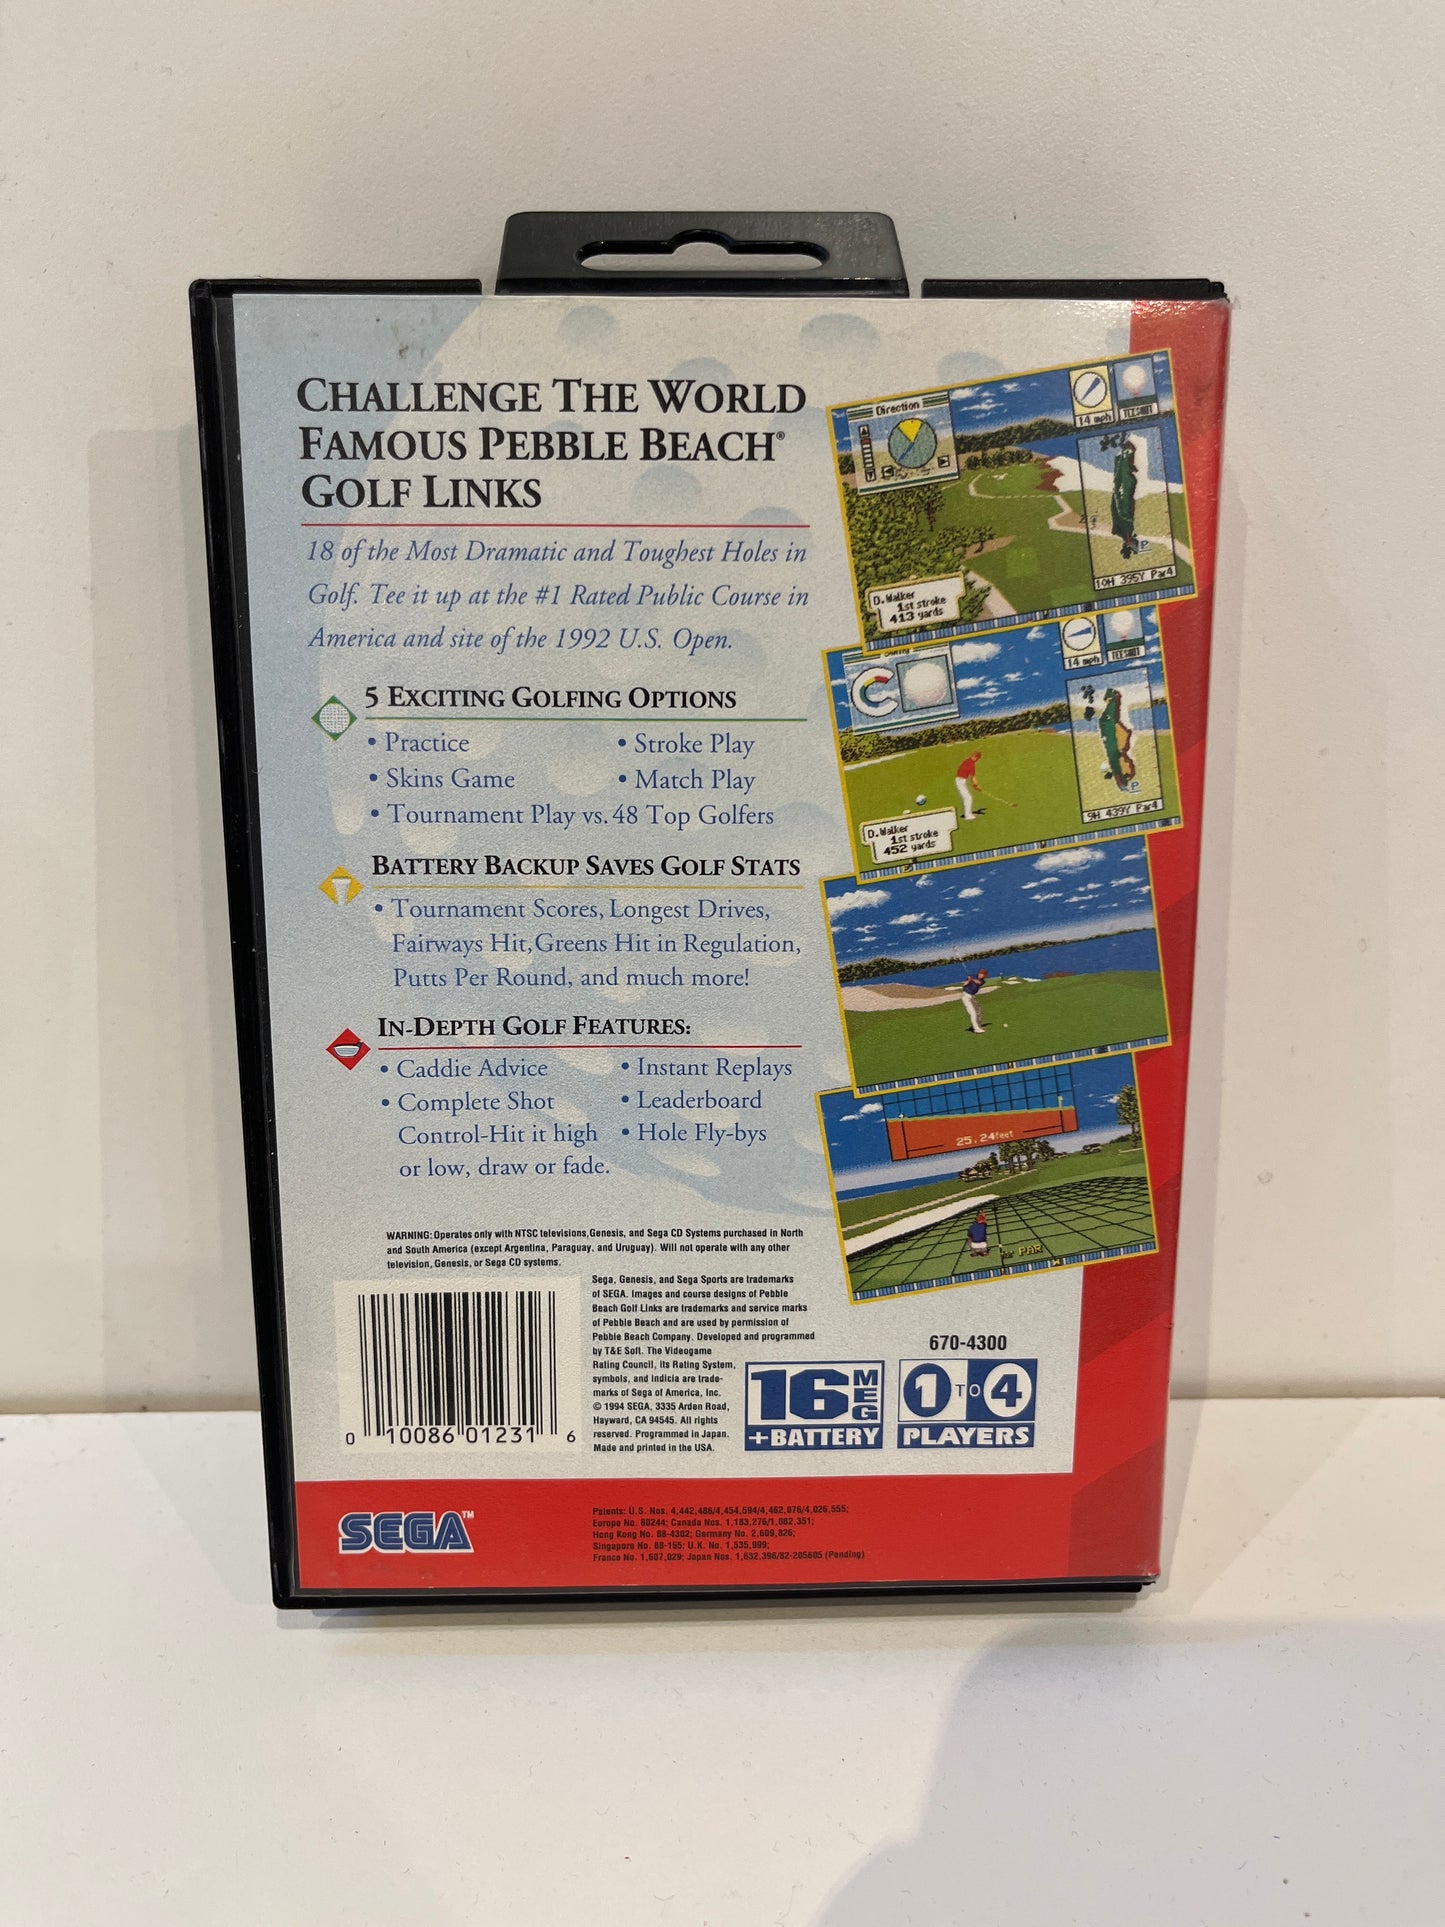 CHALLENGE THE WORLD
FAMOUS PEBBLE BEACH®
GOLF LINKS
18 of the Most Dramatic and Toughest Holes in
Golf. Tee it up at the #1 Rated Public Course in
America and site of the 1992 U.S. Open.
5 EXCITING GOLFING OPTIONS
• Practice • Stroke Play
• Skins Game • Match Play
• Tournament Play vs. 48 Top Golfers
BATTERY BACKUP SAVES GOLF STATS
• Tournament Scores, Longest Drives,
Fairways Hit, Greens Hit in Regulation,
Putts Per Round, and much more!
IN-DEPTH GOLF FEATURES:
• Caddie Advice • Instant Replays
• Complete Shot • Leaderboard
Control-Hit it high • Hole Fly-bys
or low, draw or fade.
Direction
14 mph TEESHOT
D. Walker
1st stroke
413 yards
10H 395Y Par4
14 mph TEESHOT
D. Walker
1st stroke
452 yards
9H 439Y Par4
25.24feet
PAR
WARNING: Operates only with NTSC televisions, Genesis, and Sega CD Systems purchased in North
and South America (except Argentina, Paraguay, and Uruguay). Will not operate with any other
television, Genesis, or Sega CD systems.
Sega, Genesis, and Sega Sports are trademarks
of SEGA. Images and course designs of Pebble
Beach Golf Links are trademarks and service marks
of Pebble Beach and are used by permission of
Pebble Beach Company. Developed and programmed
by T&E Soft. The Videogame
Rating Council, its Rating System,
symbols, and indicia are trade-
marks of Sega of America, Inc.
© 1994 SEGA, 3335 Arden Road,
Hayward, CA 94545. All rights
reserved. Programmed in Japan.
Made and printed in the USA.
0 10086 01231 6
670-4300
16 MEG
+BATTERY
1 TO 4
PLAYERS
SEGA™
Patents: U.S. Nos. 4,442,486/4,454,594/4,462,076/4,026,555;
Europe No. 80244; Canada Nos. 1,183,276/1,082,351;
Hong Kong No. 88-4302; Germany No. 2,609,826;
Singapore No. 88-155; U.K. No. 1,535,999;
France No. 1,607,029; Japan Nos. 1,632,396/82-205605 (Pending)